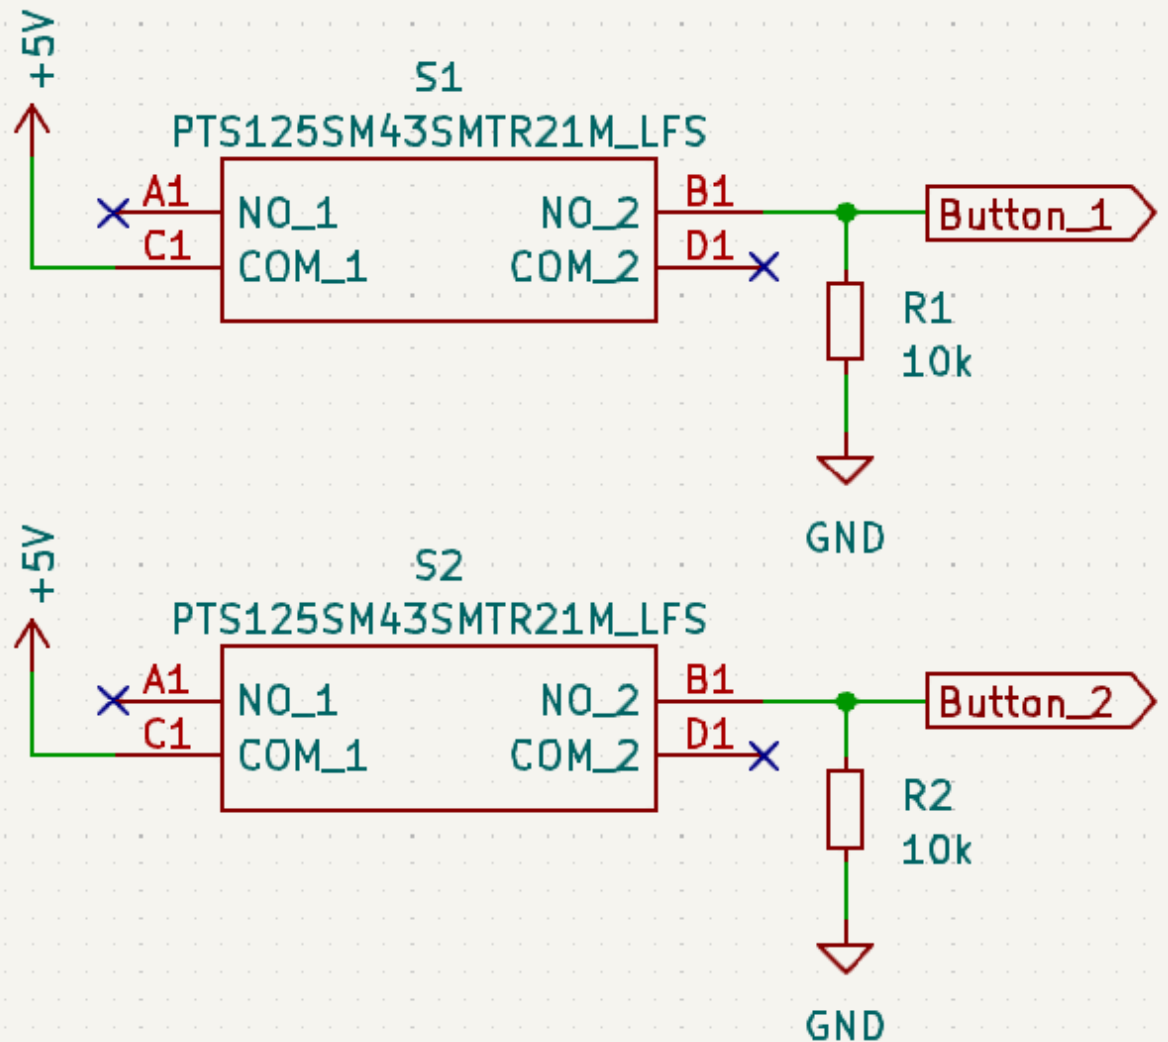 +5V
S1
PTS125SM43SMTR21M_LFS
A1 NO_1 NO_2 B1 Button_1
C1 COM_1 COM_2 D1
R1
10k
GND
+5V
S2
PTS125SM43SMTR21M_LFS
A1 NO_1 NO_2 B1 Button_2
C1 COM_1 COM_2 D1
R2
10k
GND